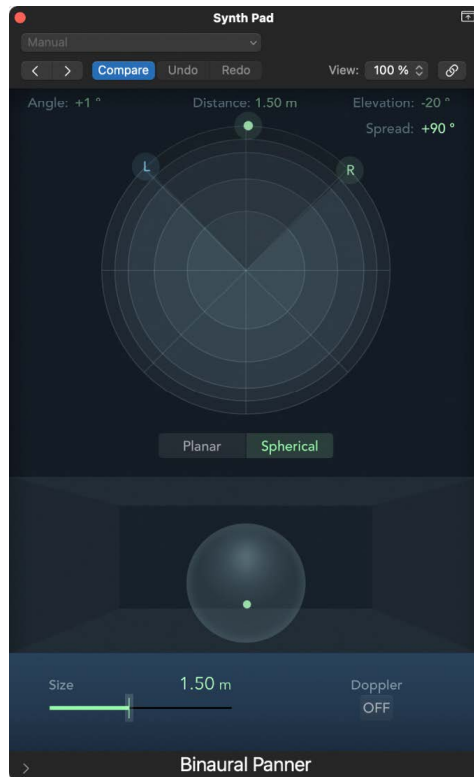 Synth Pad
Manual
Compare Undo Redo View: 100 %
Angle: +1 ° Distance: 1.50 m Elevation: -20 °
Spread: +90 °
L R
Planar Spherical
Size 1.50 m Doppler
OFF
Binaural Panner